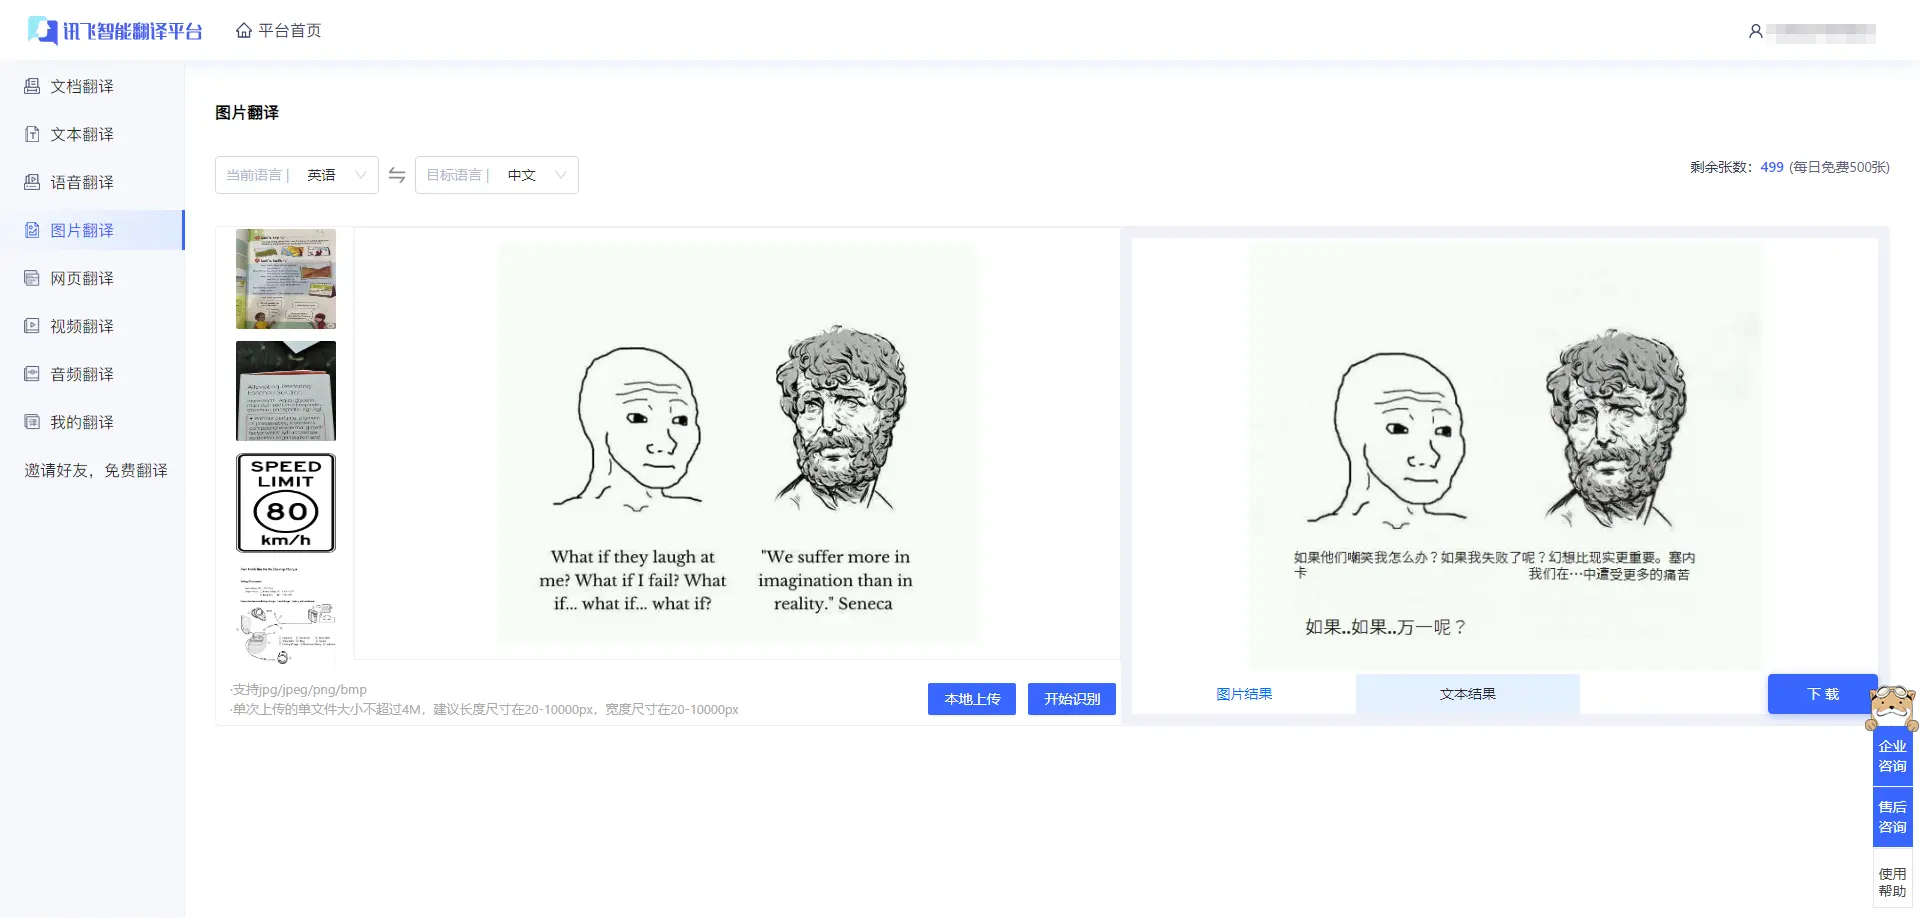 讯飞智能翻译平台
平台首页
文档翻译
文本翻译
语音翻译
图片翻译
网页翻译
视频翻译
音频翻译
我的翻译
邀请好友，免费翻译
图片翻译
当前语言 | 英语
目标语言 | 中文
剩余张数：499 (每日免费500张)
SPEED
LIMIT
80
km/h
What if they laugh at
me? What if I fail? What
if... what if... what if?
"We suffer more in
imagination than in
reality." Seneca
·支持jpg/jpeg/png/bmp
·单次上传的单文件大小不超过4M，建议长度尺寸在20-10000px，宽度尺寸在20-10000px
本地上传
开始识别
如果他们嘲笑我怎么办？如果我失败了呢？幻想比现实更重要。塞内
卡
我们在…中遭受更多的痛苦
如果..如果..万一呢？
图片结果
文本结果
下 载
企业
咨询
售后
咨询
使用
帮助